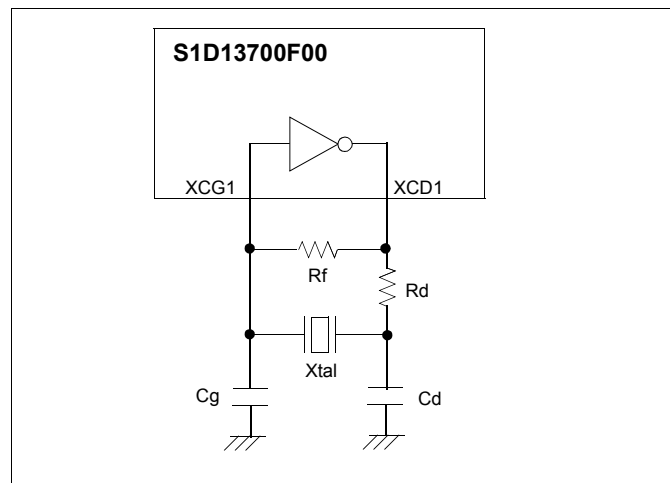 S1D13700F00
XCG1
XCD1
Rf
Rd
Xtal
Cg
Cd